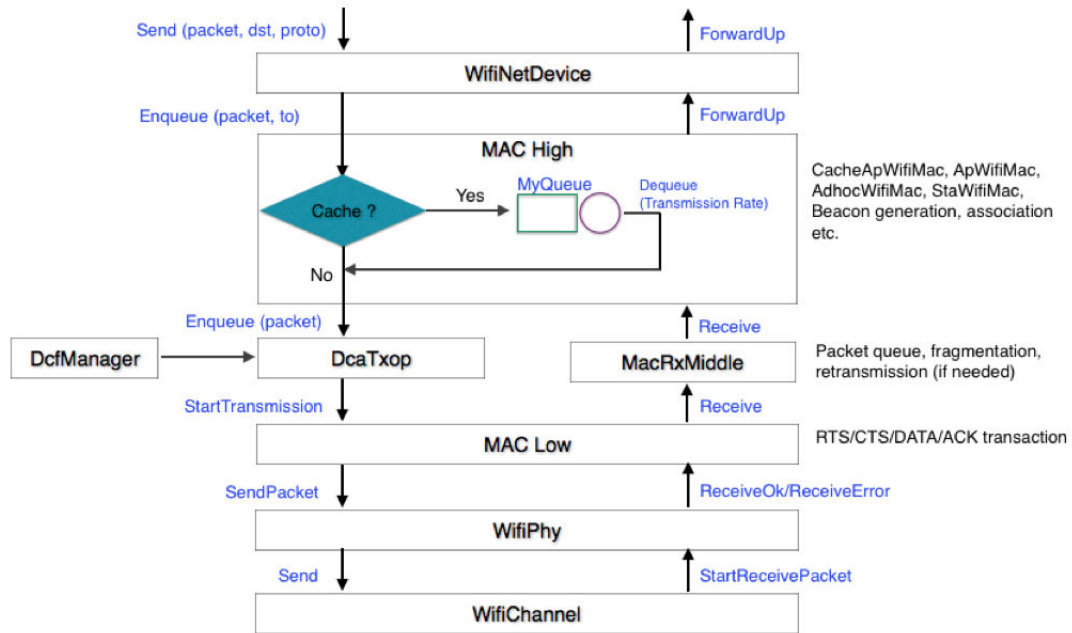 Send (packet, dst, proto)
ForwardUp
WifiNetDevice
Enqueue (packet, to)
ForwardUp
MAC High
Cache ?
Yes
MyQueue
Dequeue
(Transmission Rate)
No
CacheApWifiMac, ApWifiMac,
AdhocWifiMac, StaWifiMac,
Beacon generation, association
etc.
Enqueue (packet)
Receive
DcfManager
DcaTxop
MacRxMiddle
Packet queue, fragmentation,
retransmission (if needed)
StartTransmission
Receive
MAC Low
RTS/CTS/DATA/ACK transaction
SendPacket
ReceiveOk/ReceiveError
WifiPhy
Send
StartReceivePacket
WifiChannel